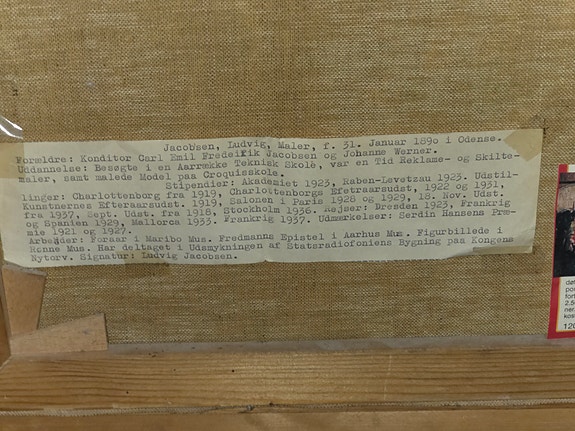 Jacobsen, Ludvig, Maler, f. 31. Januar 1890 i Odense.
Forældre: Konditor Carl Emil Frederik Jacobsen og Johanne Werner.
Uddannelse: Besøgte i en Aarrække Teknisk Skole, var en Tid Reklame- og Skilte-
maler, samt malede Model paa Croquisskole.
Stipendier: Akademiet 1923, Raben-Levetzau 1923. Udstil-
linger: Charlottenborg fra 1919, Charlottenborgs Efteraarsudst, 1922 og 1931,
Kunstnernes Efteraarsudst. 1919, Salonen i Paris 1928 og 1929, 18. Nov. Udst.
fra 1937, Sept. Udst. fra 1918, Stockholm 1936. Rejser: Dresden 1923, Frankrig
og Spanien 1929, Mallorca 1933. Frankrig 1937. Udmærkelser: Serdin Hansens Præ-
mie 1921 og 1927.
Arbejder: Foraar i Maribo Mus. Fredmanns Epistel i Aarhus Mus. Figurbillede i
Rønne Mus. Har deltaget i Udsmykningen af Statsradiofoniens Bygning paa Kongens
Nytorv. Signatur: Ludvig Jacobsen.